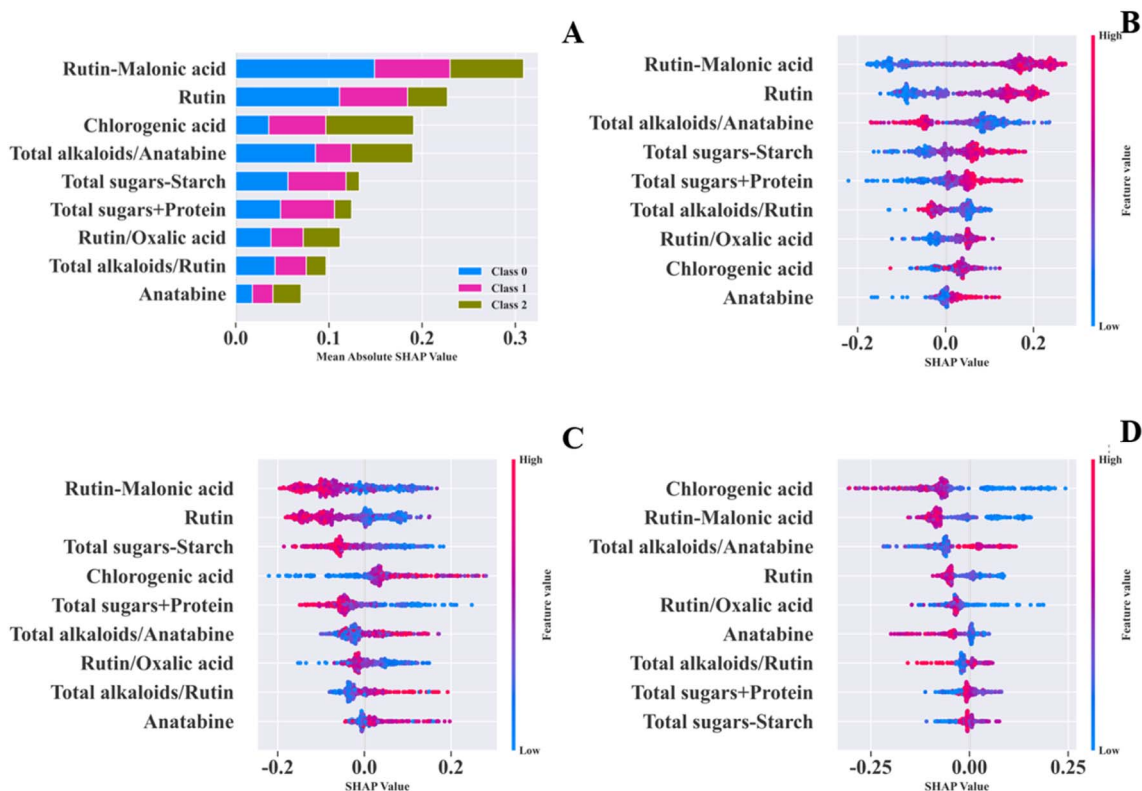 A
Rutin-Malonic acid
Rutin
Chlorogenic acid
Total alkaloids/Anatabine
Total sugars-Starch
Total sugars+Protein
Rutin/Oxalic acid
Total alkaloids/Rutin
Anatabine
Class 0
Class 1
Class 2
0.0 0.1 0.2 0.3
Mean Absolute SHAP Value
B
High
Rutin-Malonic acid
Rutin
Total alkaloids/Anatabine
Total sugars-Starch
Total sugars+Protein
Total alkaloids/Rutin
Rutin/Oxalic acid
Chlorogenic acid
Anatabine
Feature value
Low
-0.2 0.0 0.2
SHAP Value
C
High
Rutin-Malonic acid
Rutin
Total sugars-Starch
Chlorogenic acid
Total sugars+Protein
Total alkaloids/Anatabine
Rutin/Oxalic acid
Total alkaloids/Rutin
Anatabine
Feature value
Low
-0.2 0.0 0.2
SHAP Value
D
High
Chlorogenic acid
Rutin-Malonic acid
Total alkaloids/Anatabine
Rutin
Rutin/Oxalic acid
Anatabine
Total alkaloids/Rutin
Total sugars+Protein
Total sugars-Starch
Feature value
Low
-0.25 0.00 0.25
SHAP Value